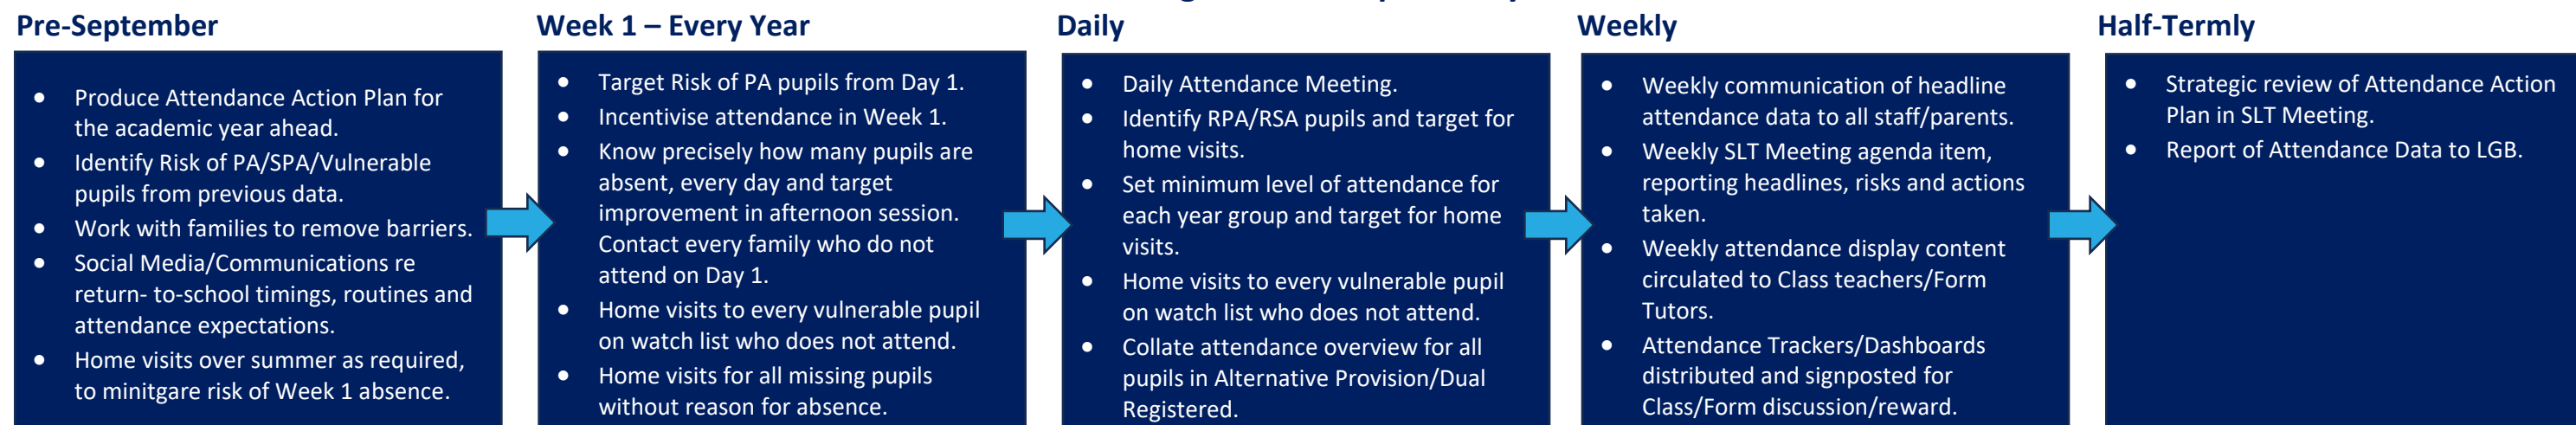 Pre-September
● Produce Attendance Action Plan for
the academic year ahead.
● Identify Risk of PA/SPA/Vulnerable
pupils from previous data.
● Work with families to remove barriers.
● Social Media/Communications re
return- to-school timings, routines and
attendance expectations.
● Home visits over summer as required,
to minitgare risk of Week 1 absence.
Week 1 – Every Year
● Target Risk of PA pupils from Day 1.
● Incentivise attendance in Week 1.
● Know precisely how many pupils are
absent, every day and target
improvement in afternoon session.
Contact every family who do not
attend on Day 1.
● Home visits to every vulnerable pupil
on watch list who does not attend.
● Home visits for all missing pupils
without reason for absence.
Daily
● Daily Attendance Meeting.
● Identify RPA/RSA pupils and target for
home visits.
● Set minimum level of attendance for
each year group and target for home
visits.
● Home visits to every vulnerable pupil
on watch list who does not attend.
● Collate attendance overview for all
pupils in Alternative Provision/Dual
Registered.
Weekly
● Weekly communication of headline
attendance data to all staff/parents.
● Weekly SLT Meeting agenda item,
reporting headlines, risks and actions
taken.
● Weekly attendance display content
circulated to Class teachers/Form
Tutors.
● Attendance Trackers/Dashboards
distributed and signposted for
Class/Form discussion/reward.
Half-Termly
● Strategic review of Attendance Action
Plan in SLT Meeting.
● Report of Attendance Data to LGB.